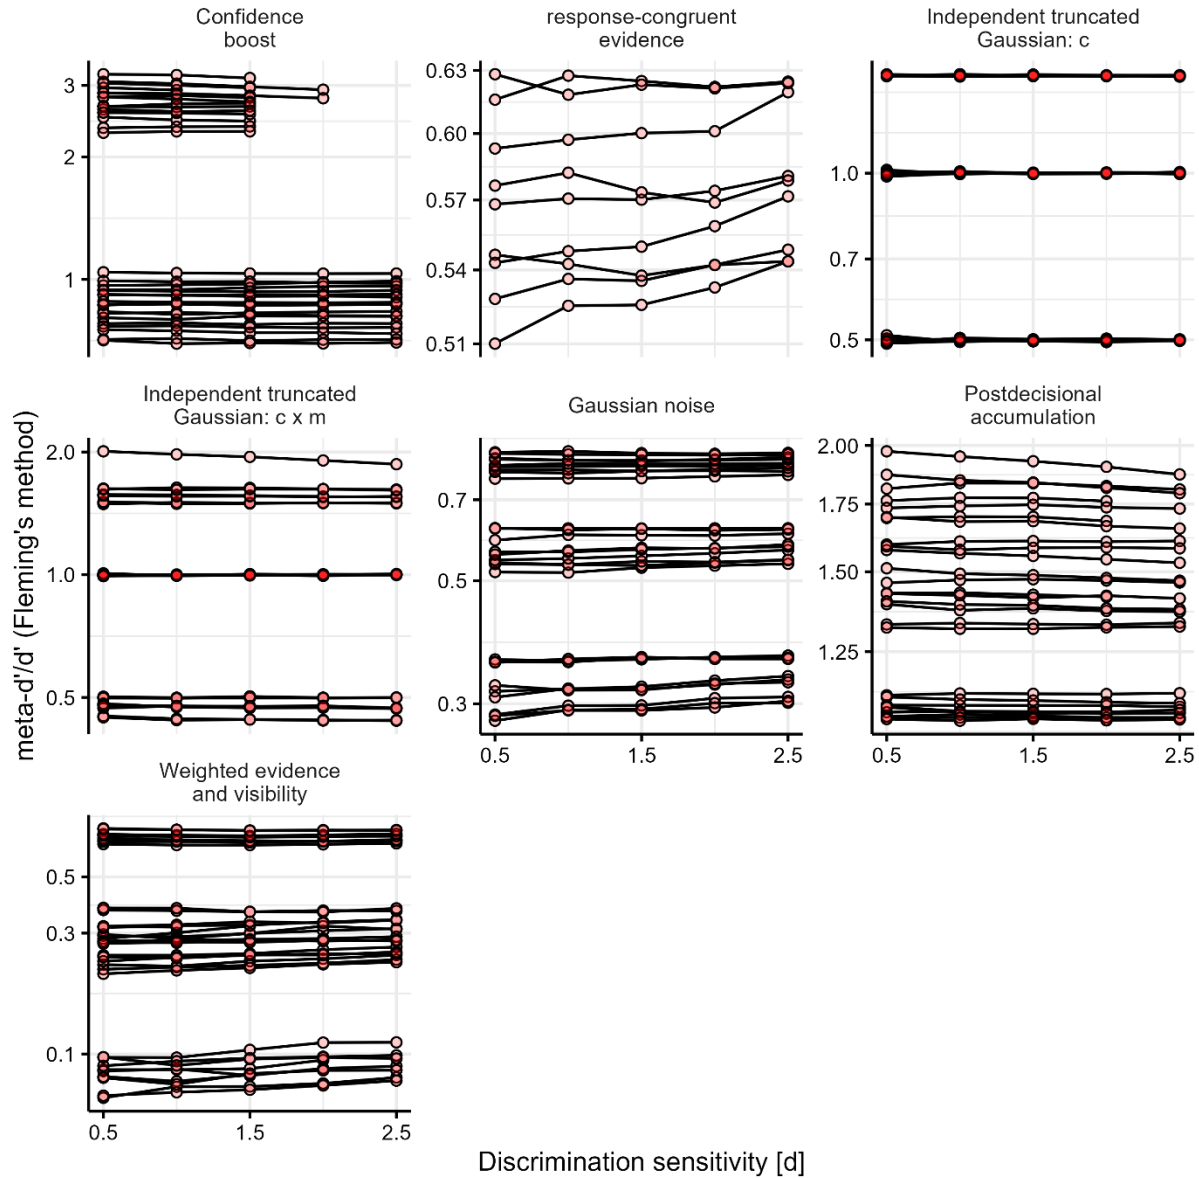 Confidence
boost
3
2
1
response-congruent
evidence
0.63
0.60
0.57
0.54
0.51
Independent truncated
Gaussian: c
1.0
0.7
0.5
Independent truncated
Gaussian: c x m
2.0
1.0
0.5
Gaussian noise
0.7
0.5
0.3
0.5 1.5 2.5
Postdecisional
accumulation
2.00
1.75
1.50
1.25
0.5 1.5 2.5
Weighted evidence
and visibility
0.5
0.3
0.1
0.5 1.5 2.5
meta-d'/d' (Fleming's method)
Discrimination sensitivity [d]